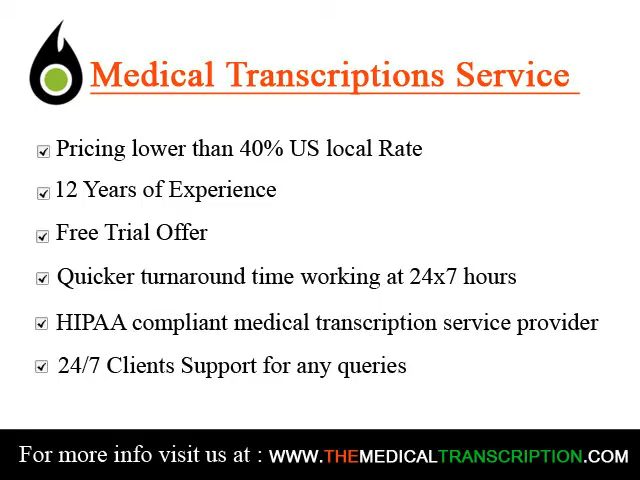 Medical Transcriptions Service
Pricing lower than 40% US local Rate
12 Years of Experience
Free Trial Offer
Quicker turnaround time working at 24x7 hours
HIPAA compliant medical transcription service provider
24/7 Clients Support for any queries
For more info visit us at : WWW.THEMEDICALTRANSCRIPTION.COM